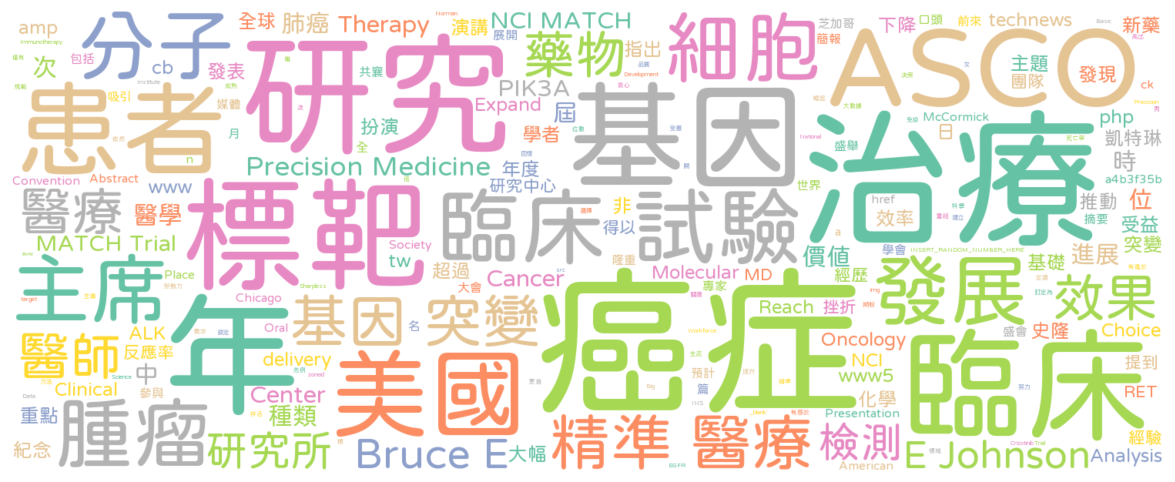 amp
分子
全球
肺癌
Therapy
演講
NCI MATCH
展開
藥物
指出
細胞
芝加哥
簡報
下降
口頭
前來
technews
新藥
次
cb
發表
包括
研究
共襄
PIK3A
ASCO
主題
團隊
發現
ck
患者
吸引
媒體
月
扮演
全
Expand
屆
學者
基因
McCormick
日
盛舉
php
凱特琳
時
n
Precision Medicine
年度
研究中心
治療
世界
a4b3f35b
Convention
Abstract
www
醫療
醫學
標靶
臨床試驗
非
得以
href
效率
推動
摘要
位
受益
突變
MATCH Trial
tw
Society
超過
大會
Cancer
隆重
Molecular
MD
專家
價值
經歷
學會
INSERT_RANDOM_NUMBER_HERE
進展
基礎
主席
Place
Chicago
年
基因 突變
名
癌症
Reach
挫折
發展
效果
盛會
史隆
Choice
醫師
ALK
反應率
Oral
delivery
美國
Oncology
NCI
www5
提到
臨床
Clinical
中
參與
Center
預計
篇
化學
RET
重點
腫瘤
種類
Presentation
經驗
紀念
研究所
Bruce E
大幅
精準 醫療
檢測
American
E Johnson
Analysis